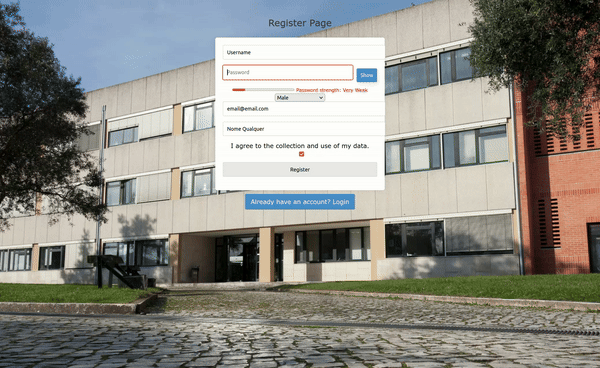 Register Page
Username
Password
Show
Password strength: Very Weak
Male
email@email.com
Nome Qualquer
I agree to the collection and use of my data.
Register
Already have an account? Login